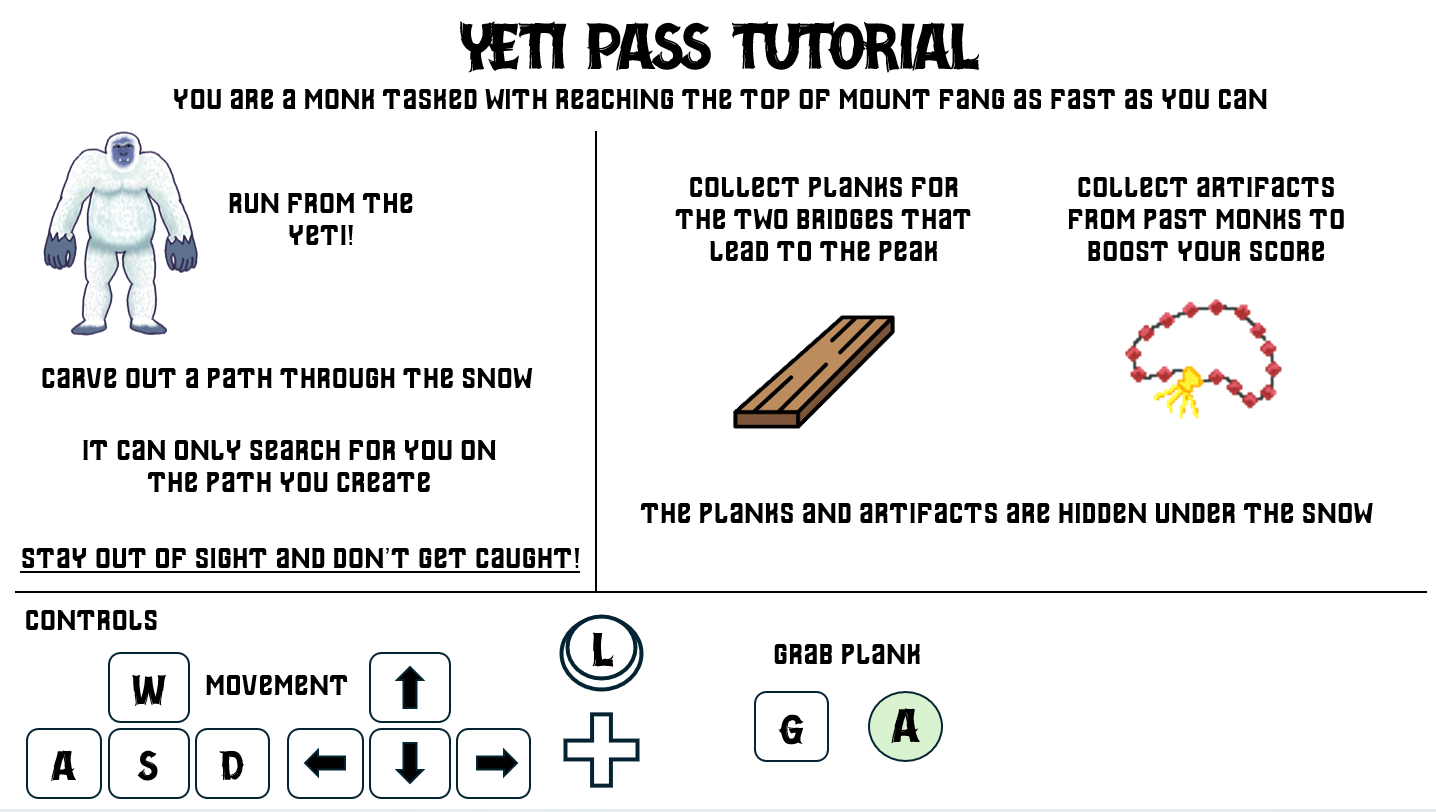 YETI PASS TUTORIAL
YOU ARE A MONK TASKED WITH REACHING THE TOP OF MOUNT FANG AS FAST AS YOU CAN
RUN FROM THE
YETI!
CARVE OUT A PATH THROUGH THE SNOW
IT CAN ONLY SEARCH FOR YOU ON
THE PATH YOU CREATE
STAY OUT OF SIGHT AND DON'T GET CAUGHT!
COLLECT PLANKS FOR
THE TWO BRIDGES THAT
LEAD TO THE PEAK
COLLECT ARTIFACTS
FROM PAST MONKS TO
BOOST YOUR SCORE
THE PLANKS AND ARTIFACTS ARE HIDDEN UNDER THE SNOW
CONTROLS
W
MOVEMENT
A S D
L
GRAB PLANK
G A